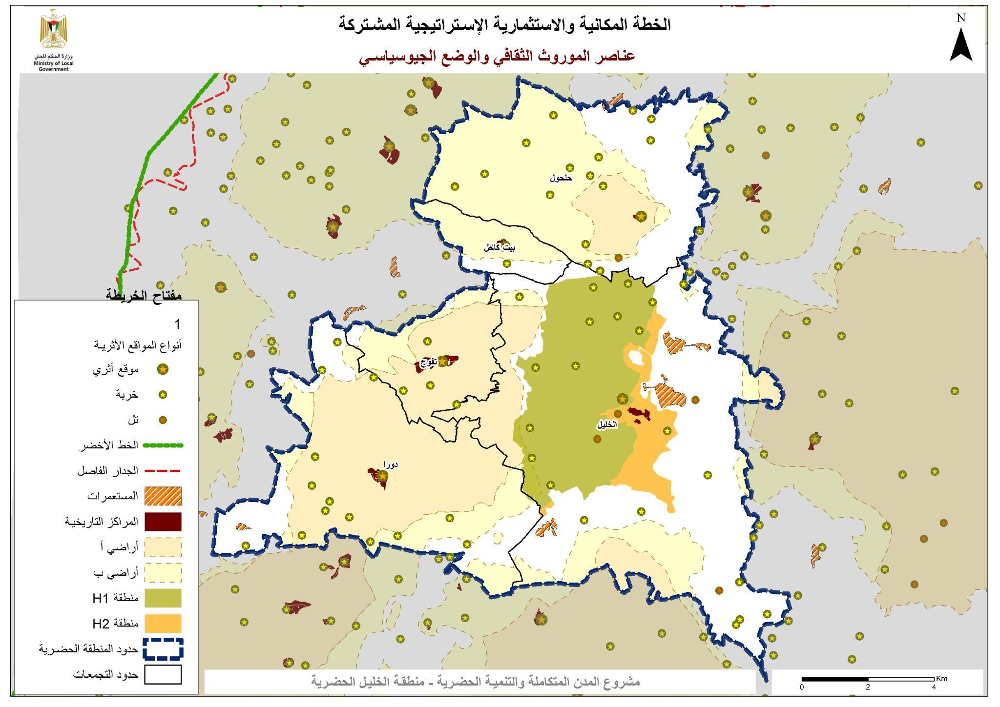 الخطة المكانية والاستثمارية الإستراتيجية المشتركة
عناصر الموروث الثقافي والوضع الجيوسياسي
وزارة الحكم المحلي
Ministry of Local
Government
فلسطين
N
حلحول
بيت كاحل
تفوح
الخليل
دورا
مفتاح الخريطة
1
أنواع المواقع الأثرية
موقع أثري
خربة
تل
الخط الأخضر
الجدار الفاصل
المستعمرات
المراكز التاريخية
أراضي أ
أراضي ب
منطقة H1
منطقة H2
حدود المنطقة الحضرية
حدود التجمعات
مشروع المدن المتكاملة والتنمية الحضرية - منطقة الخليل الحضرية
Km
0 2 4